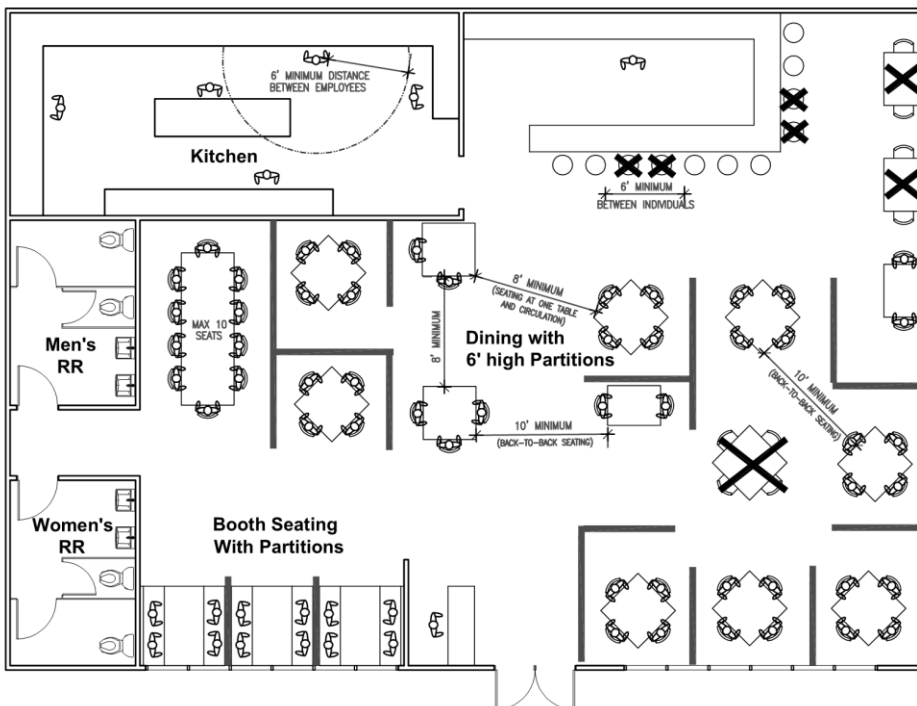 6' MINIMUM DISTANCE
BETWEEN EMPLOYEES
Kitchen
6' MINIMUM
BETWEEN INDIVIDUALS
Men's
RR
MAX 10
SEATS
8' MINIMUM
(SEATING AT ONE TABLE
AND CIRCULATION)
8' MINIMUM
Dining with
6' high Partitions
10' MINIMUM
(BACK-TO-BACK SEATING)
10' MINIMUM
(BACK-TO-BACK SEATING)
Women's
RR
Booth Seating
With Partitions